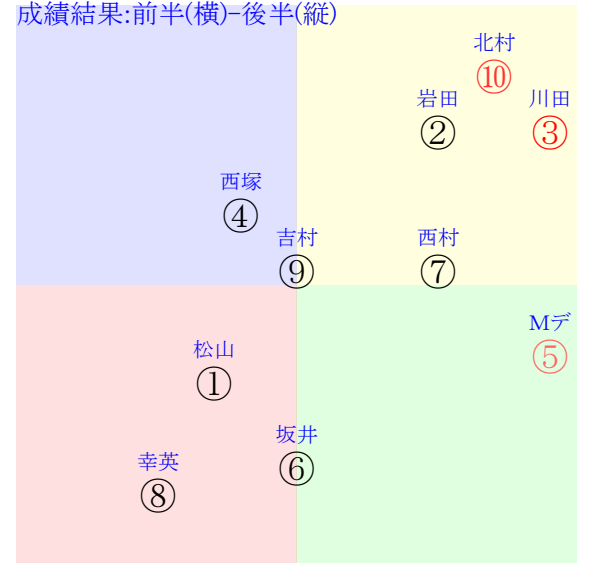 成績結果:前半(横)-後半(縦)
北村
⑩
岩田
②
川田
③
西塚
④
吉村
⑨
西村
⑦
Mデ
⑤
松山
①
坂井
⑥
幸英
⑧